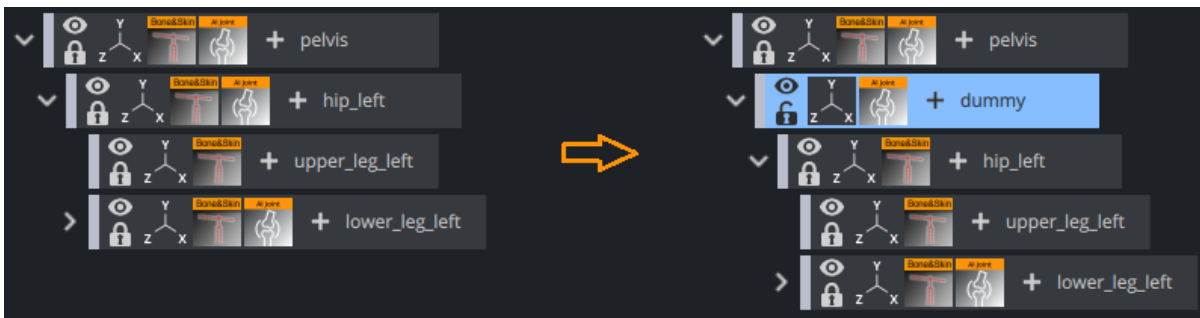 Bone&Skin AI joint
Y
Z X
pelvis
Bone&Skin AI joint
Y
Z X
hip_left
Bone&Skin
Y
Z X
upper_leg_left
Bone&Skin AI joint
Y
Z X
lower_leg_left
Bone&Skin AI joint
Y
Z X
pelvis
AI joint
Y
Z X
dummy
Bone&Skin
Y
Z X
hip_left
Bone&Skin
Y
Z X
upper_leg_left
Bone&Skin AI joint
Y
Z X
lower_leg_left